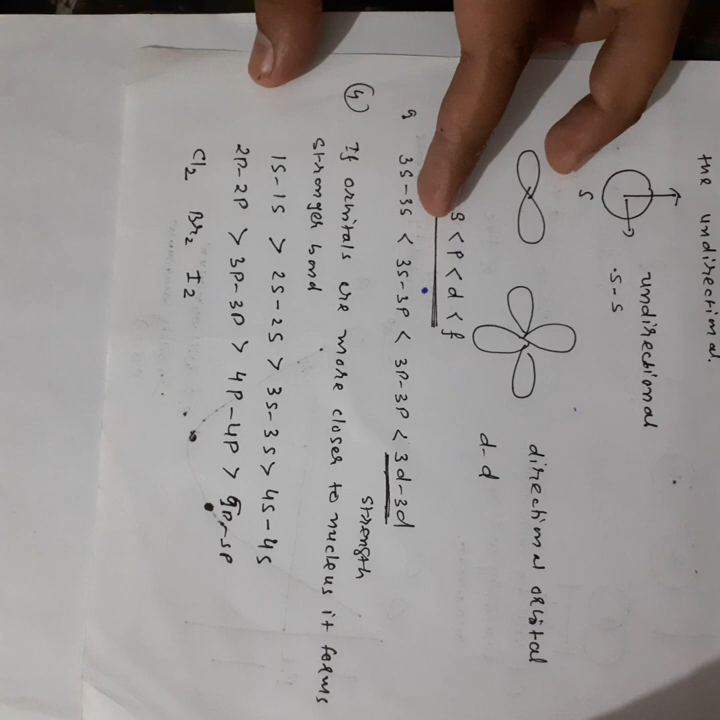 the undirectional.
undirectional
S
s-s
directional orbital
d-d
s < p < d < f
3s-3s < 3s-3p < 3p-3p < 3d-3d
strength
(4) If orbitals are more closer to nucleus it forms
stronger bond
1s-1s > 2s-2s > 3s-3s > 4s-4s
2p-2p > 3p-3p > 4p-4p > 5p-5p
Cl2 Br2 I2